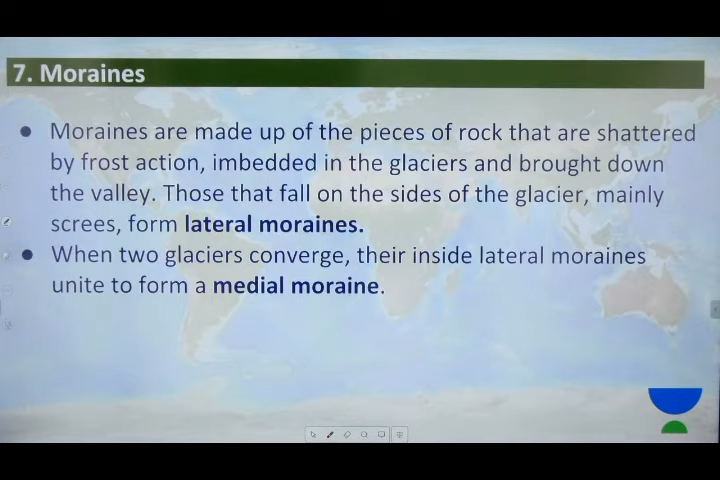 7. Moraines
● Moraines are made up of the pieces of rock that are shattered
by frost action, imbedded in the glaciers and brought down
the valley. Those that fall on the sides of the glacier, mainly
screes, form lateral moraines.
● When two glaciers converge, their inside lateral moraines
unite to form a medial moraine.